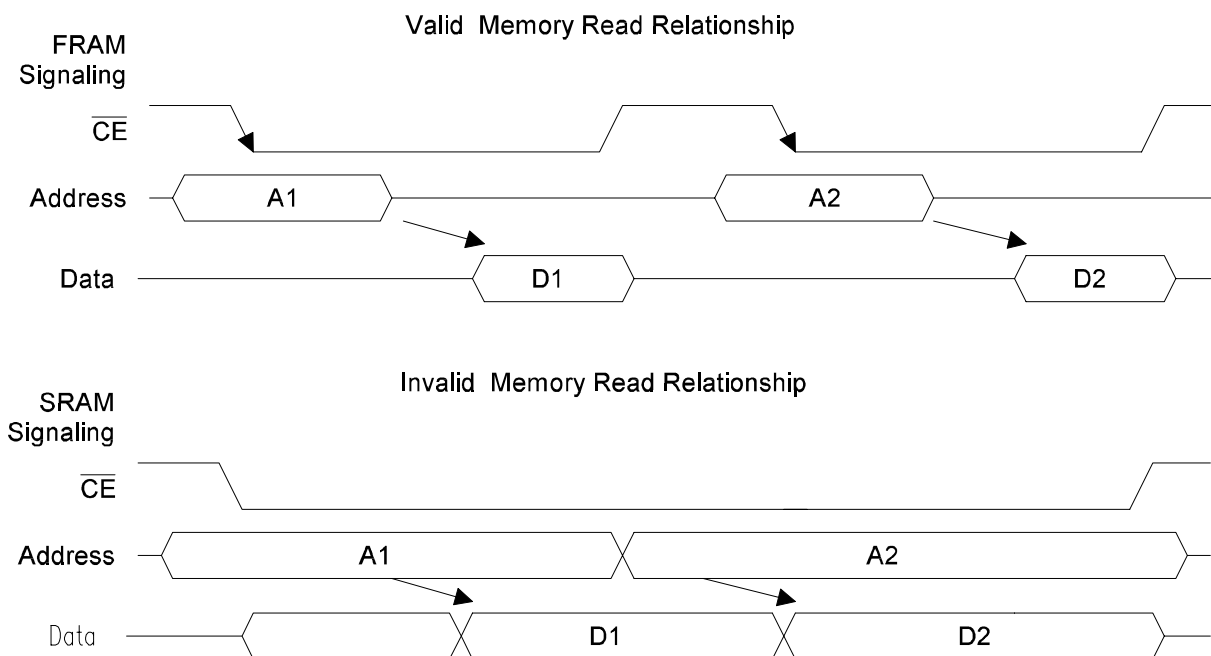 Valid Memory Read Relationship
FRAM
Signaling
CE
Address A1 A2
Data D1 D2
Invalid Memory Read Relationship
SRAM
Signaling
CE
Address A1 A2
Data D1 D2